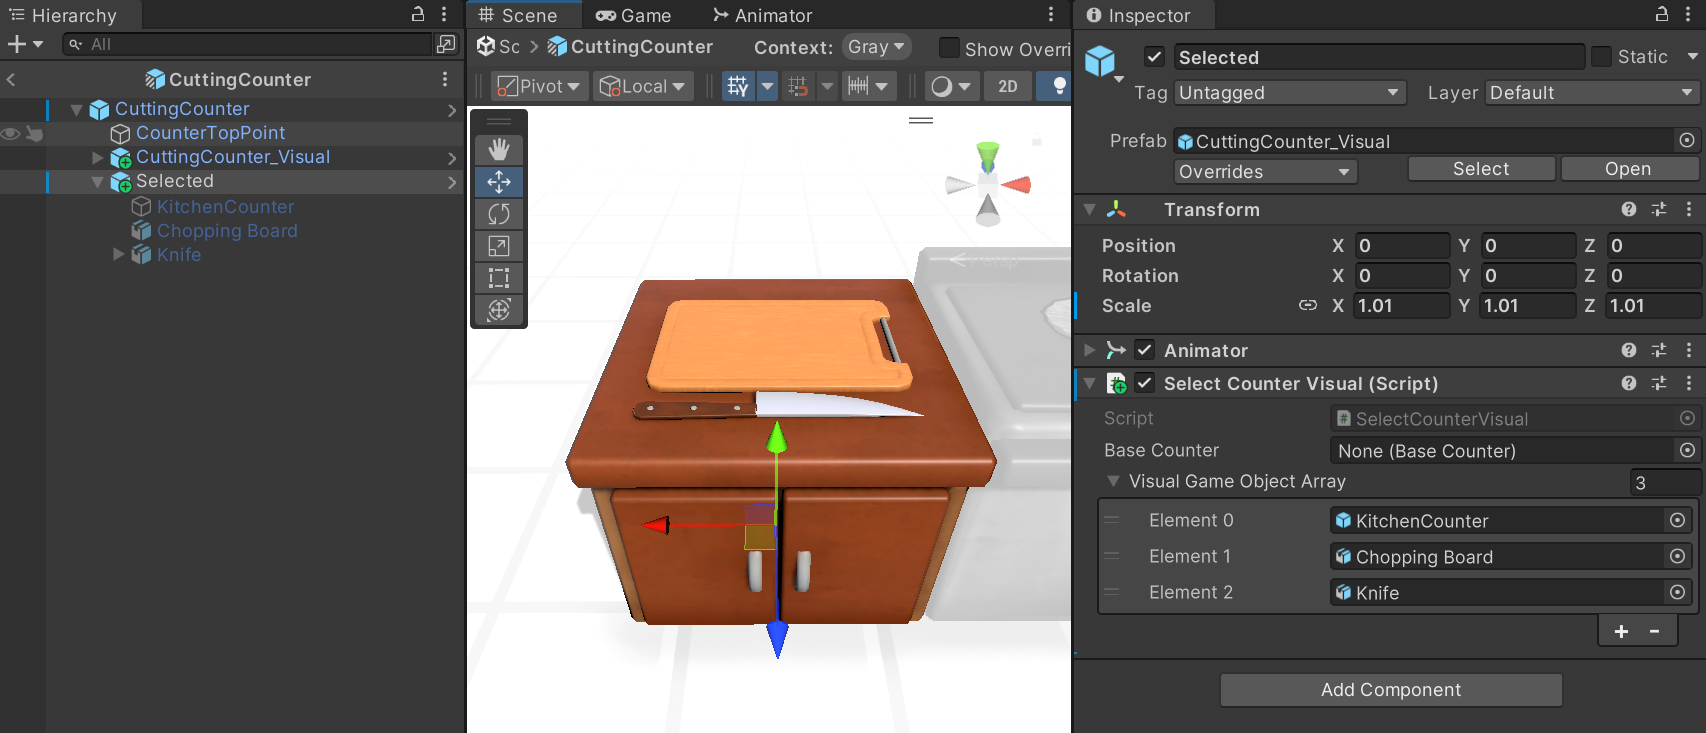 Hierarchy
All
CuttingCounter
CuttingCounter
CounterTopPoint
CuttingCounter_Visual
Selected
KitchenCounter
Chopping Board
Knife
Scene
Game
Animator
Sc
CuttingCounter
Context:
Gray
Show Overri
Pivot
Local
2D
Persp
Inspector
Selected
Static
Tag
Untagged
Layer
Default
Prefab
CuttingCounter_Visual
Overrides
Select
Open
Transform
Position X 0 Y 0 Z 0
Rotation X 0 Y 0 Z 0
Scale X 1.01 Y 1.01 Z 1.01
Animator
Select Counter Visual (Script)
Script
SelectCounterVisual
Base Counter
None (Base Counter)
Visual Game Object Array
3
Element 0
KitchenCounter
Element 1
Chopping Board
Element 2
Knife
+ -
Add Component